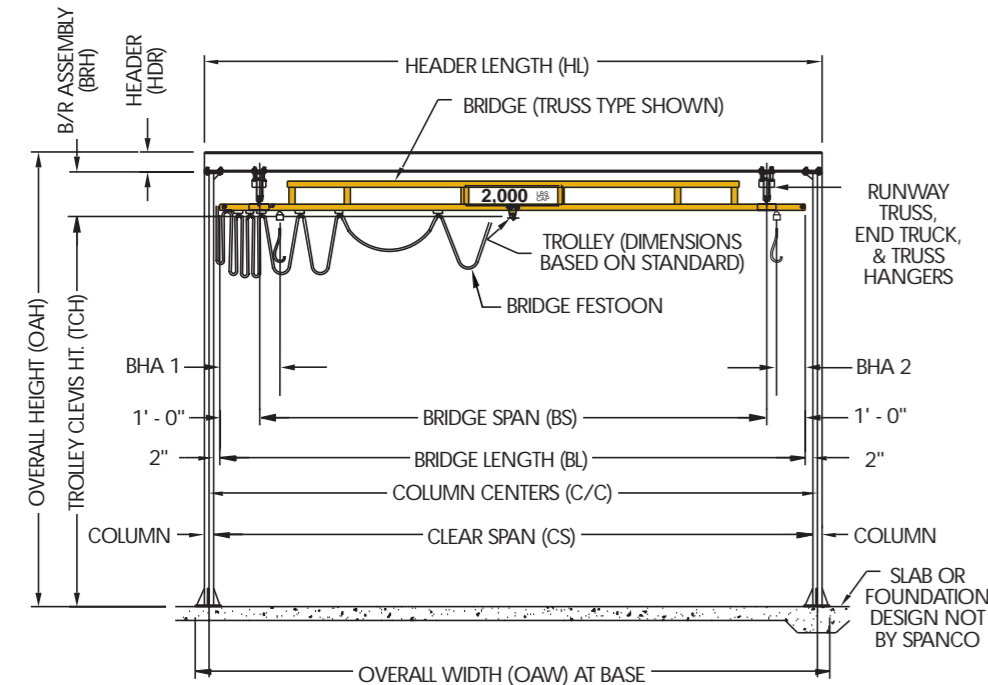 B/R ASSEMBLY
(BRH)
HEADER
(HDR)
HEADER LENGTH (HL)
BRIDGE (TRUSS TYPE SHOWN)
2,000 LBS
CAP
RUNWAY
TRUSS,
END TRUCK,
& TRUSS
HANGERS
TROLLEY (DIMENSIONS
BASED ON STANDARD)
BRIDGE FESTOON
OVERALL HEIGHT (OAH)
TROLLEY CLEVIS HT. (TCH)
BHA 1
BHA 2
1' - 0"
BRIDGE SPAN (BS)
1' - 0"
2"
BRIDGE LENGTH (BL)
2"
COLUMN CENTERS (C/C)
COLUMN
CLEAR SPAN (CS)
COLUMN
SLAB OR
FOUNDATION
DESIGN NOT
BY SPANCO
OVERALL WIDTH (OAW) AT BASE